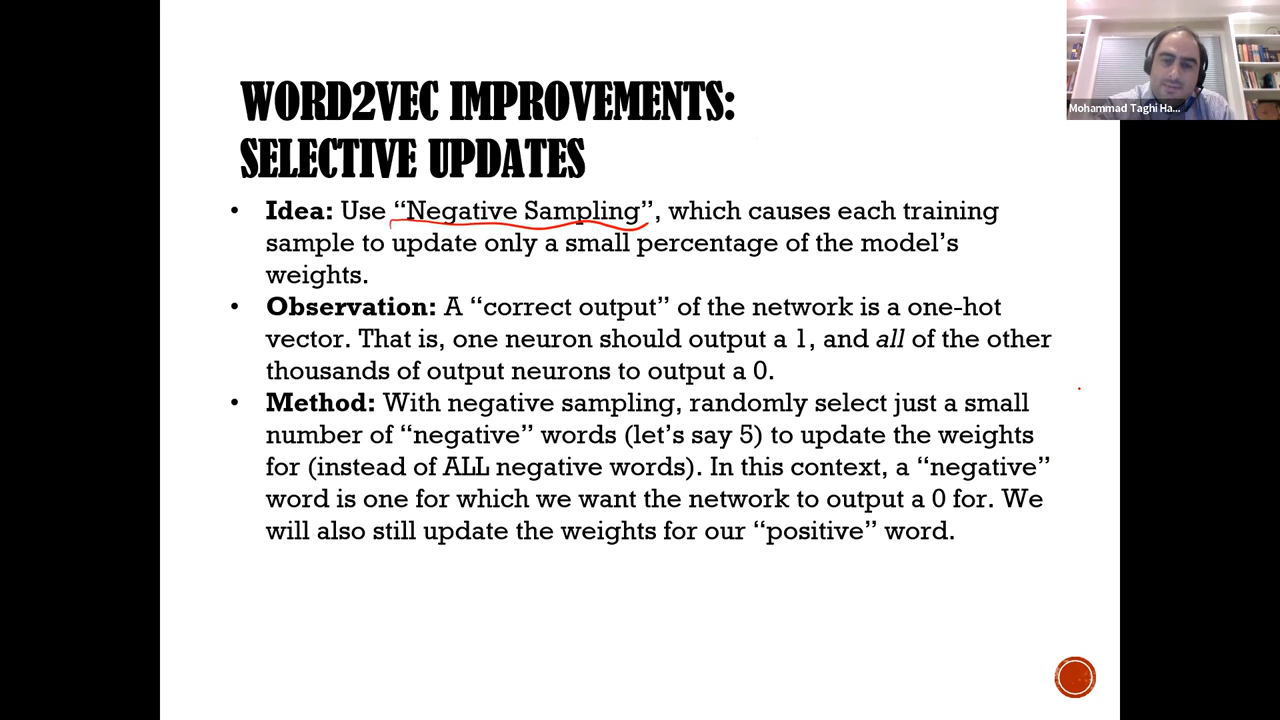 WORD2VEC IMPROVEMENTS:
SELECTIVE UPDATES
• Idea: Use “Negative Sampling”, which causes each training
sample to update only a small percentage of the model’s
weights.
• Observation: A “correct output” of the network is a one-hot
vector. That is, one neuron should output a 1, and all of the other
thousands of output neurons to output a 0.
• Method: With negative sampling, randomly select just a small
number of “negative” words (let’s say 5) to update the weights
for (instead of ALL negative words). In this context, a “negative”
word is one for which we want the network to output a 0 for. We
will also still update the weights for our “positive” word.
Mohammad Taghi Ha...